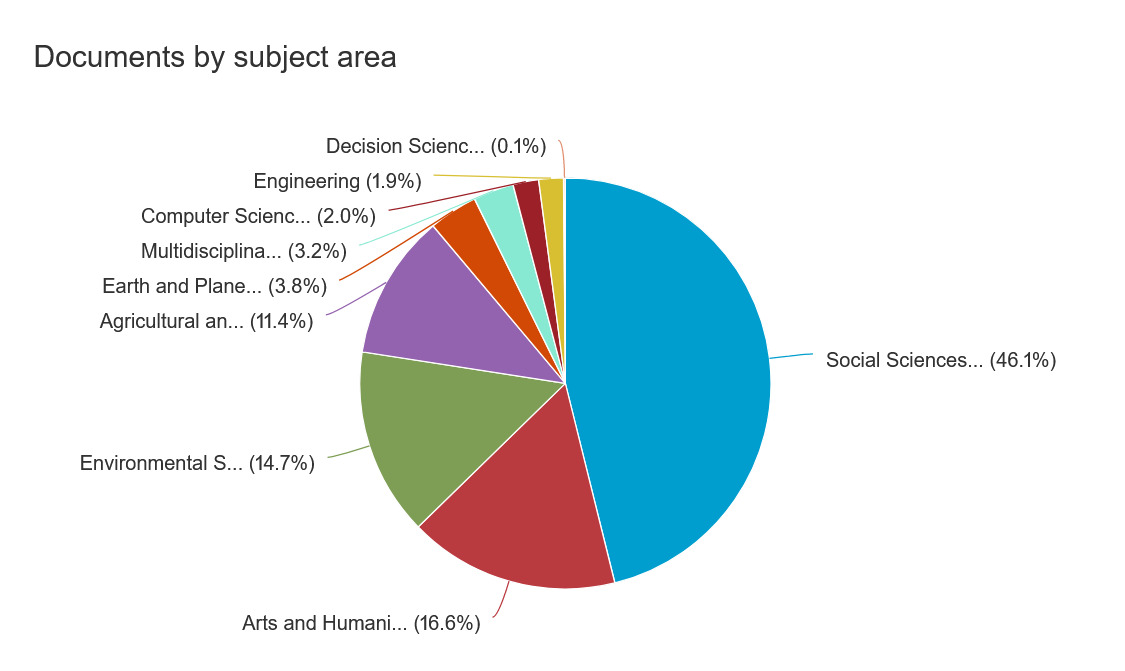 Documents by subject area
Decision Scienc... (0.1%)
Engineering (1.9%)
Computer Scienc... (2.0%)
Multidisciplina... (3.2%)
Earth and Plane... (3.8%)
Agricultural an... (11.4%)
Social Sciences... (46.1%)
Environmental S... (14.7%)
Arts and Humani... (16.6%)